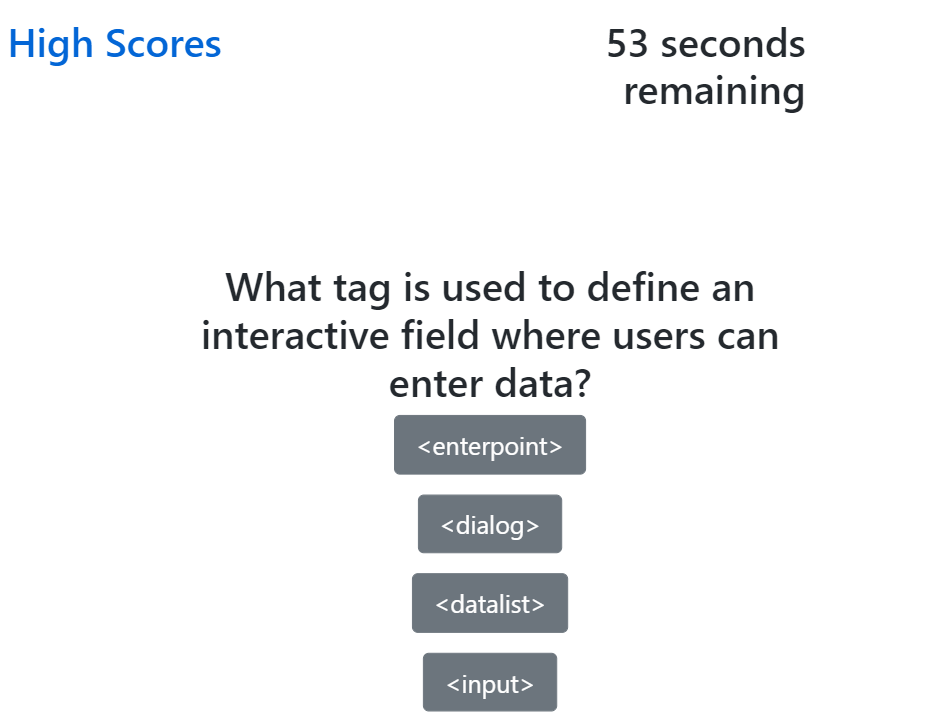 High Scores
53 seconds
remaining
What tag is used to define an
interactive field where users can
enter data?
<enterpoint>
<dialog>
<datalist>
<input>